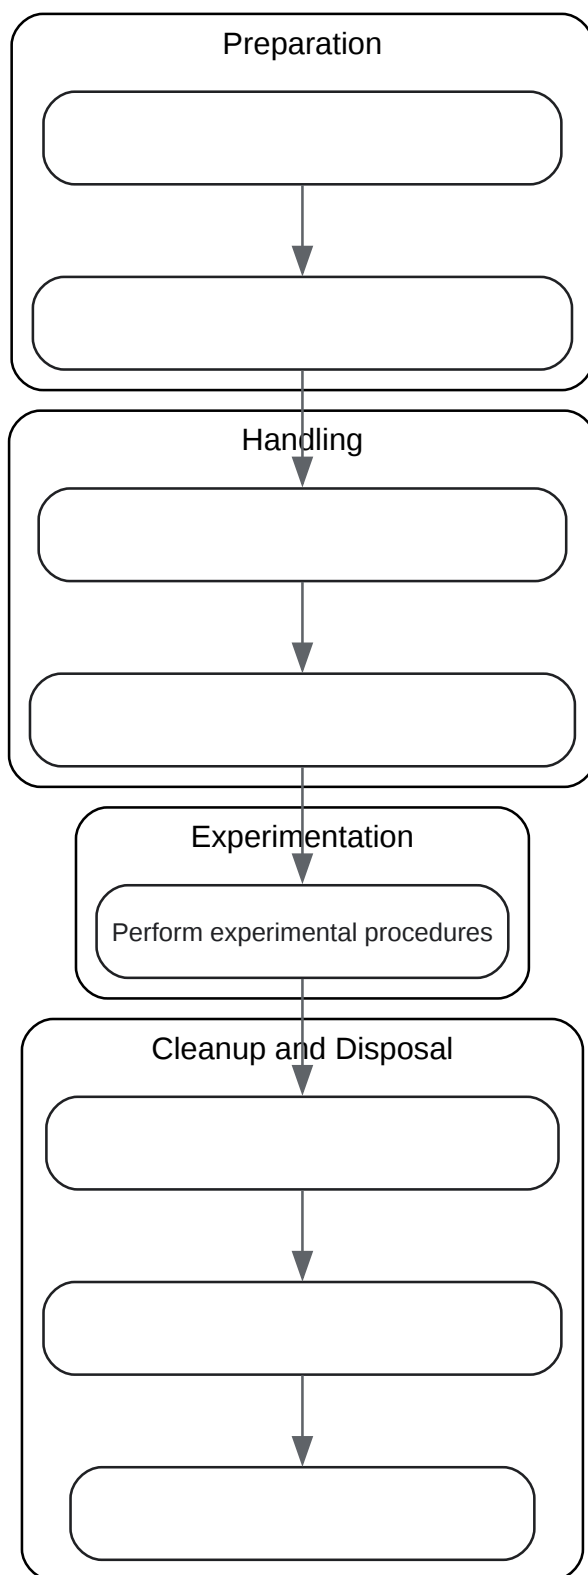 Preparation
Handling
Experimentation
Perform experimental procedures
Cleanup and Disposal